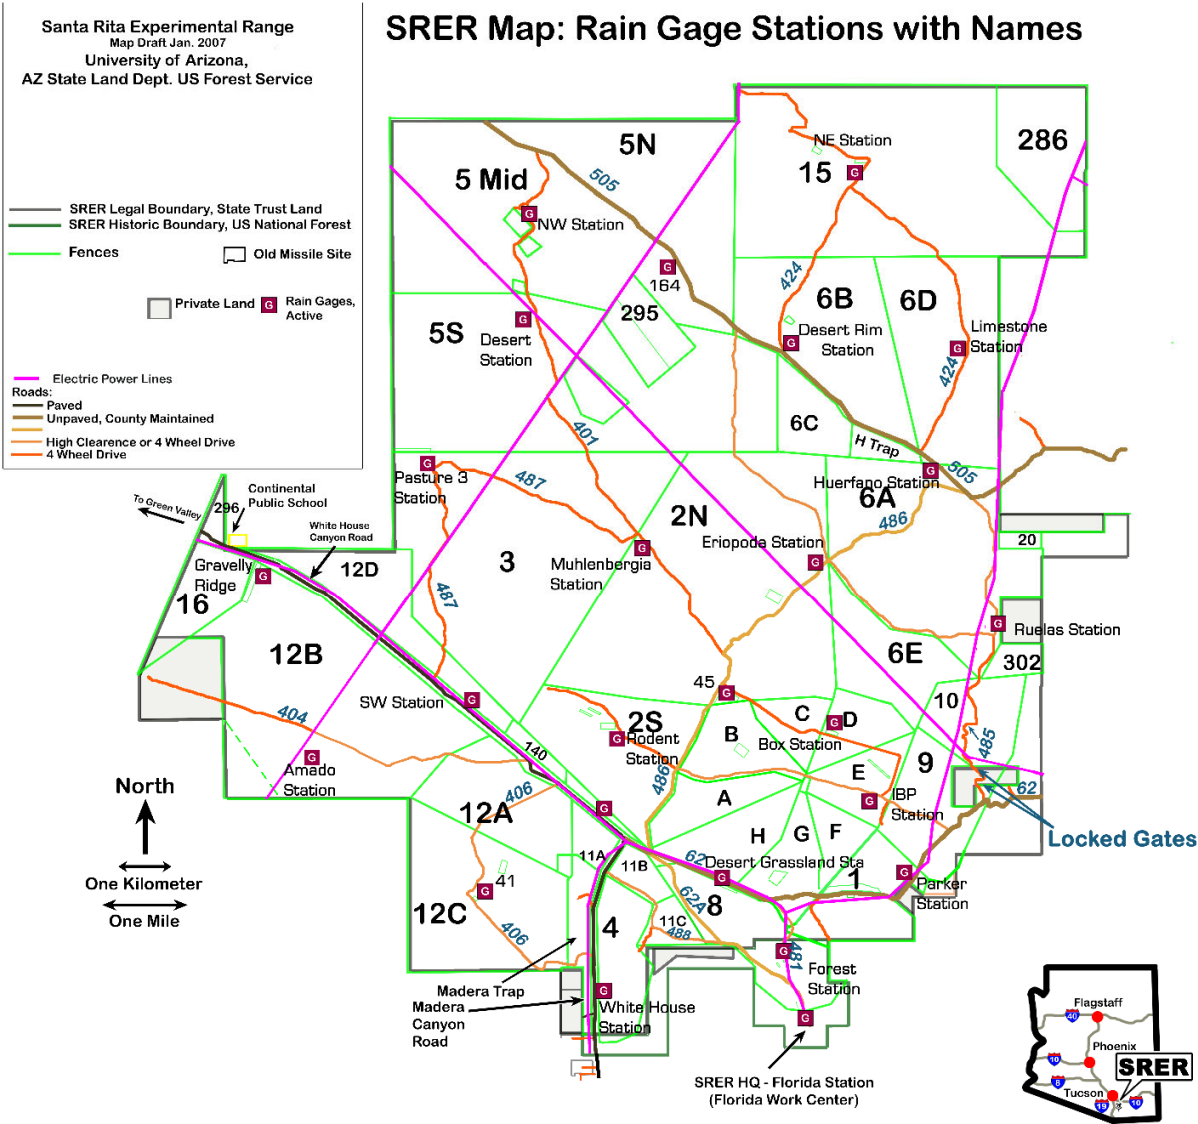 Santa Rita Experimental Range
Map Draft Jan. 2007
University of Arizona,
AZ State Land Dept. US Forest Service
SRER Map: Rain Gage Stations with Names
SRER Legal Boundary, State Trust Land
SRER Historic Boundary, US National Forest
Fences
Old Missile Site
Private Land
G
Rain Gages,
Active
Electric Power Lines
Roads:
Paved
Unpaved, County Maintained
High Clearence or 4 Wheel Drive
4 Wheel Drive
5N
286
NE Station
15
G
5 Mid
505
G
NW Station
G
164
424
6B
6D
295
5S
G
Desert
Station
G
Desert Rim
Station
Limestone
G
Station
424
6C
401
H Trap
505
G
Pasture 3
Station
487
G
Huerfano Station
6A
486
Continental
Public School
To Green Valley
296
White House
Canyon Road
2N
20
Eriopoda Station
G
G
Muhlenbergia
Station
3
12D
Gravelly
Ridge
G
16
487
G
Ruelas Station
12B
6E
302
45
G
10
SW Station
G
404
2S
G
Rodent
Station
B
C
G
D
Box Station
485
140
9
G
Amado
Station
E
486
62
406
A
G
IBP
Station
North
12A
G
H
G
F
Locked Gates
11A
11B
62
Desert Grassland Sta
G
1
G
Parker
Station
One Kilometer
G
41
62A
8
One Mile
12C
406
4
11C
488
481
G
Forest
Station
Madera Trap
Madera
Canyon
Road
G
White House
Station
G
SRER HQ - Florida Station
(Florida Work Center)
Flagstaff
40
Phoenix
10
SRER
8
Tucson
19
10